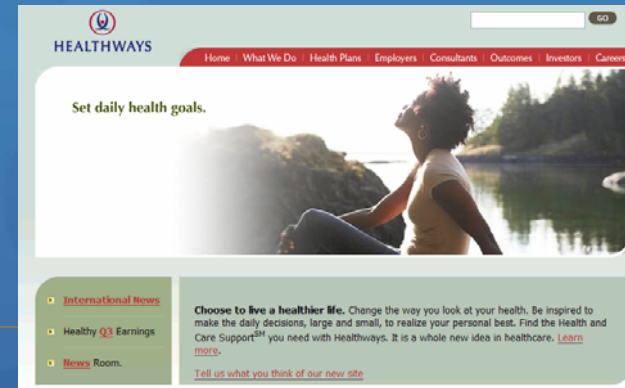 GO
HEALTHWAYS
Home | What We Do | Health Plans | Employers | Consultants | Outcomes | Investors | Careers
Set daily health goals.
International News
Healthy Q3 Earnings
News Room.
Choose to live a healthier life. Change the way you look at your health. Be inspired to
make the daily decisions, large and small, to realize your personal best. Find the Health and
Care Support℠ you need with Healthways. It is a whole new idea in healthcare. Learn
more.
Tell us what you think of our new site